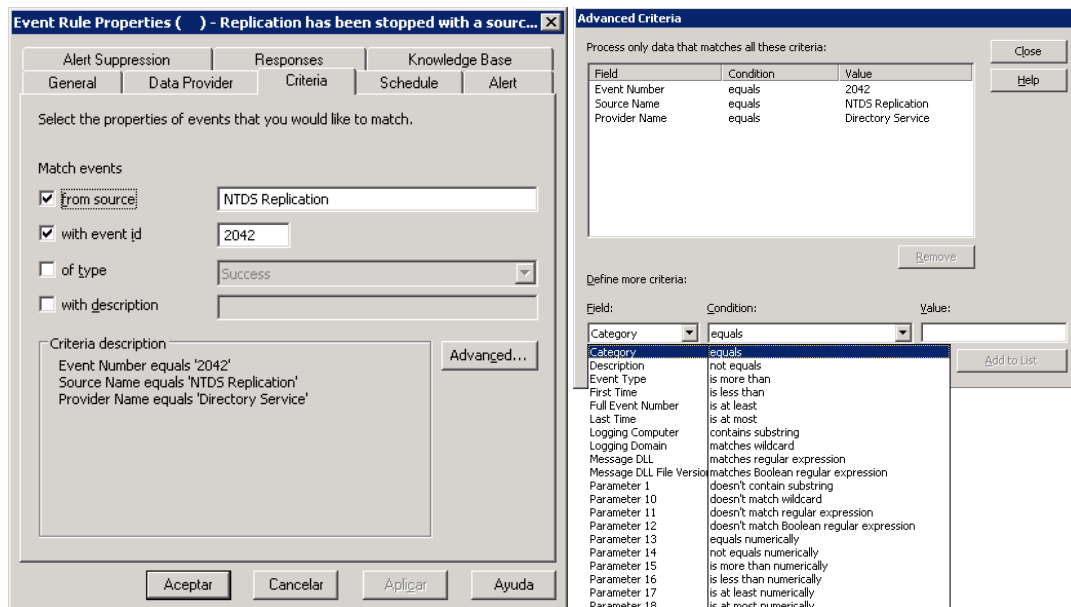 Event Rule Properties ( ) - Replication has been stopped with a sourc...
Alert Suppression Responses Knowledge Base
General Data Provider Criteria Schedule Alert
Select the properties of events that you would like to match.
Match events
from source NTDS Replication
with event id 2042
of type Success
with description
Criteria description
Event Number equals '2042'
Source Name equals 'NTDS Replication'
Provider Name equals 'Directory Service'
Advanced...
Aceptar Cancelar Aplicar Ayuda
Advanced Criteria
Process only data that matches all these criteria:
Close
Help
Field Condition Value
Event Number equals 2042
Source Name equals NTDS Replication
Provider Name equals Directory Service
Remove
Define more criteria:
Field: Condition: Value:
Category equals
Add to List
Category equals
Description not equals
Event Type is more than
First Time is less than
Full Event Number is at least
Last Time is at most
Logging Computer contains substring
Logging Domain matches wildcard
Message DLL matches regular expression
Message DLL File Version matches Boolean regular expression
Parameter 1 doesn't contain substring
Parameter 10 doesn't match wildcard
Parameter 11 doesn't match regular expression
Parameter 12 doesn't match Boolean regular expression
Parameter 13 equals numerically
Parameter 14 not equals numerically
Parameter 15 is more than numerically
Parameter 16 is less than numerically
Parameter 17 is at least numerically
Parameter 18 is at most numerically